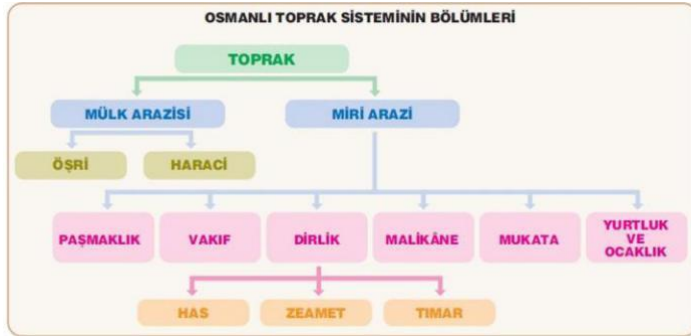 OSMANLI TOPRAK SİSTEMİNİN BÖLÜMLERİ
TOPRAK
MÜLK ARAZİSİ
MİRİ ARAZİ
ÖŞRİ
HARACİ
PAŞMAKLIK
VAKIF
DİRLİK
MALİKÂNE
MUKATA
YURTLUK
VE
OCAKLIK
HAS
ZEAMET
TIMAR